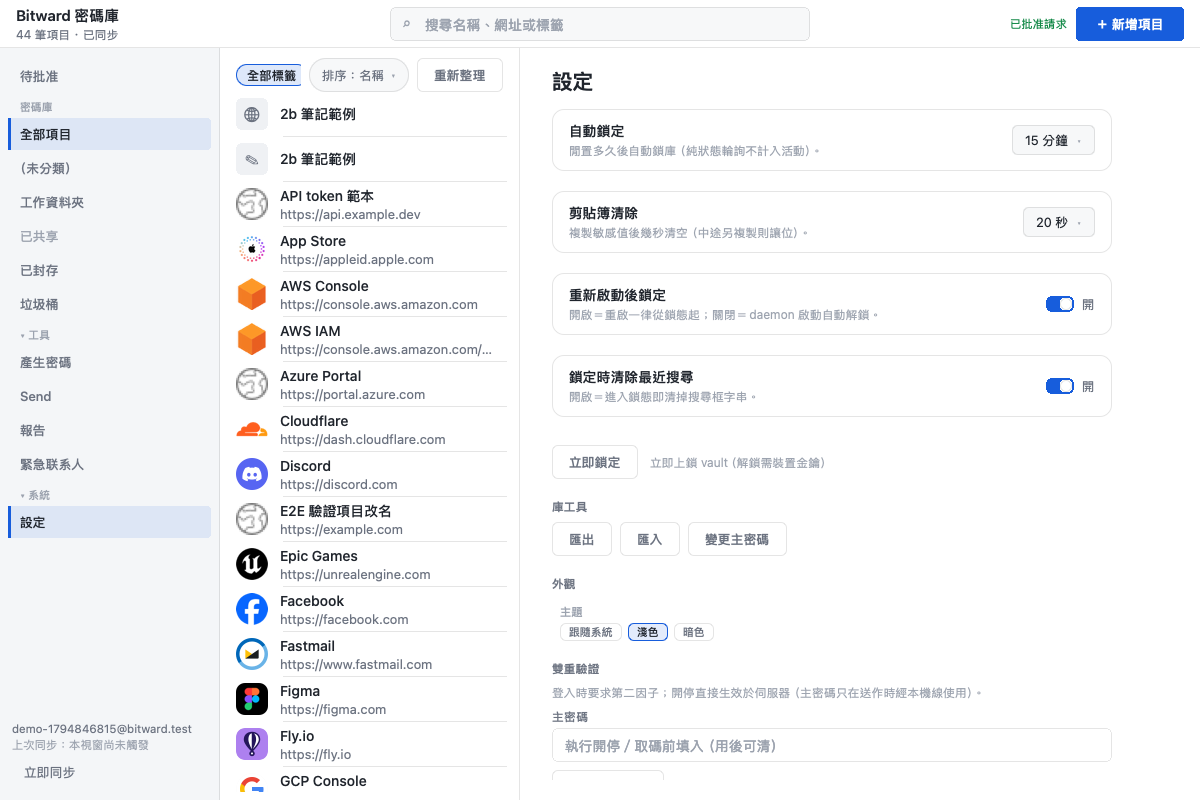 Bitward 密碼庫
44 筆項目 · 已同步
搜尋名稱、網址或標籤
已批准請求
+ 新增項目
待批准
密碼庫
全部項目
(未分類)
工作資料夾
已共享
已封存
垃圾桶
工具
產生密碼
Send
報告
緊急联系人
系統
設定
demo-1794846815@bitward.test
上次同步：本視窗尚未觸發
立即同步
全部標籤
排序：名稱
重新整理
2b 筆記範例
2b 筆記範例
API token 範本
https://api.example.dev
App Store
https://appleid.apple.com
AWS Console
https://console.aws.amazon.com
AWS IAM
https://console.aws.amazon.com/...
Azure Portal
https://portal.azure.com
Cloudflare
https://dash.cloudflare.com
Discord
https://discord.com
E2E 驗證項目改名
https://example.com
Epic Games
https://unrealengine.com
Facebook
https://facebook.com
Fastmail
https://www.fastmail.com
Figma
https://figma.com
Fly.io
https://fly.io
GCP Console
設定
自動鎖定
閒置多久後自動鎖庫 (純狀態輪詢不計入活動)。
15 分鐘
剪貼簿清除
複製敏感值後幾秒清空 (中途另複製則讓位)。
20 秒
重新啟動後鎖定
開啟＝重啟一律從鎖態起；關閉＝ daemon 啟動自動解鎖。
開
鎖定時清除最近搜尋
開啟＝進入鎖態即清掉搜尋框字串。
開
立即鎖定
立即上鎖 vault (解鎖需裝置金鑰)
庫工具
匯出
匯入
變更主密碼
外觀
主題
跟隨系統
淺色
暗色
雙重驗證
登入時要求第二因子；開停直接生效於伺服器 (主密碼只在送作時經本機線使用)。
主密碼
執行開停 / 取碼前填入 (用後可清)